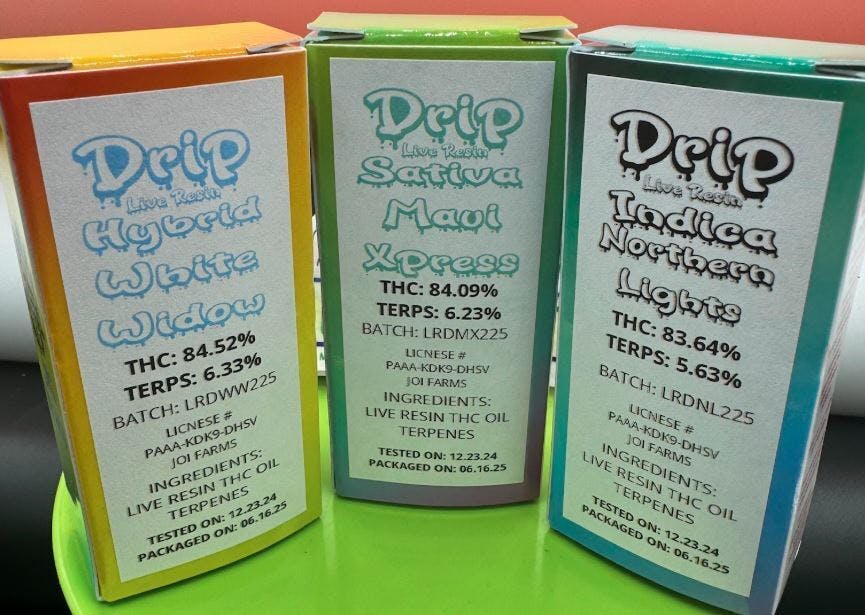 DriP
Live Resin
Hybrid
White
Widow
THC: 84.52%
TERPS: 6.33%
BATCH: LRDWW225
LICNESE #
PAAA-KDK9-DHSV
JOI FARMS
INGREDIENTS:
LIVE RESIN THC OIL
TERPENES
TESTED ON: 12.23.24
PACKAGED ON: 06.16.25
DriP
Live Resin
Sativa
Maui
Xpress
THC: 84.09%
TERPS: 6.23%
BATCH: LRDMX225
LICNESE #
PAAA-KDK9-DHSV
JOI FARMS
INGREDIENTS:
LIVE RESIN THC OIL
TERPENES
TESTED ON: 12.23.24
PACKAGED ON: 06.16.25
DriP
Live Resin
Indica
Northern
Lights
THC: 83.64%
TERPS: 5.63%
BATCH: LRDNL225
LICNESE #
PAAA-KDK9-DHSV
JOI FARMS
INGREDIENTS:
LIVE RESIN THC OIL
TERPENES
TESTED ON: 12.23.24
PACKAGED ON: 06.16.25